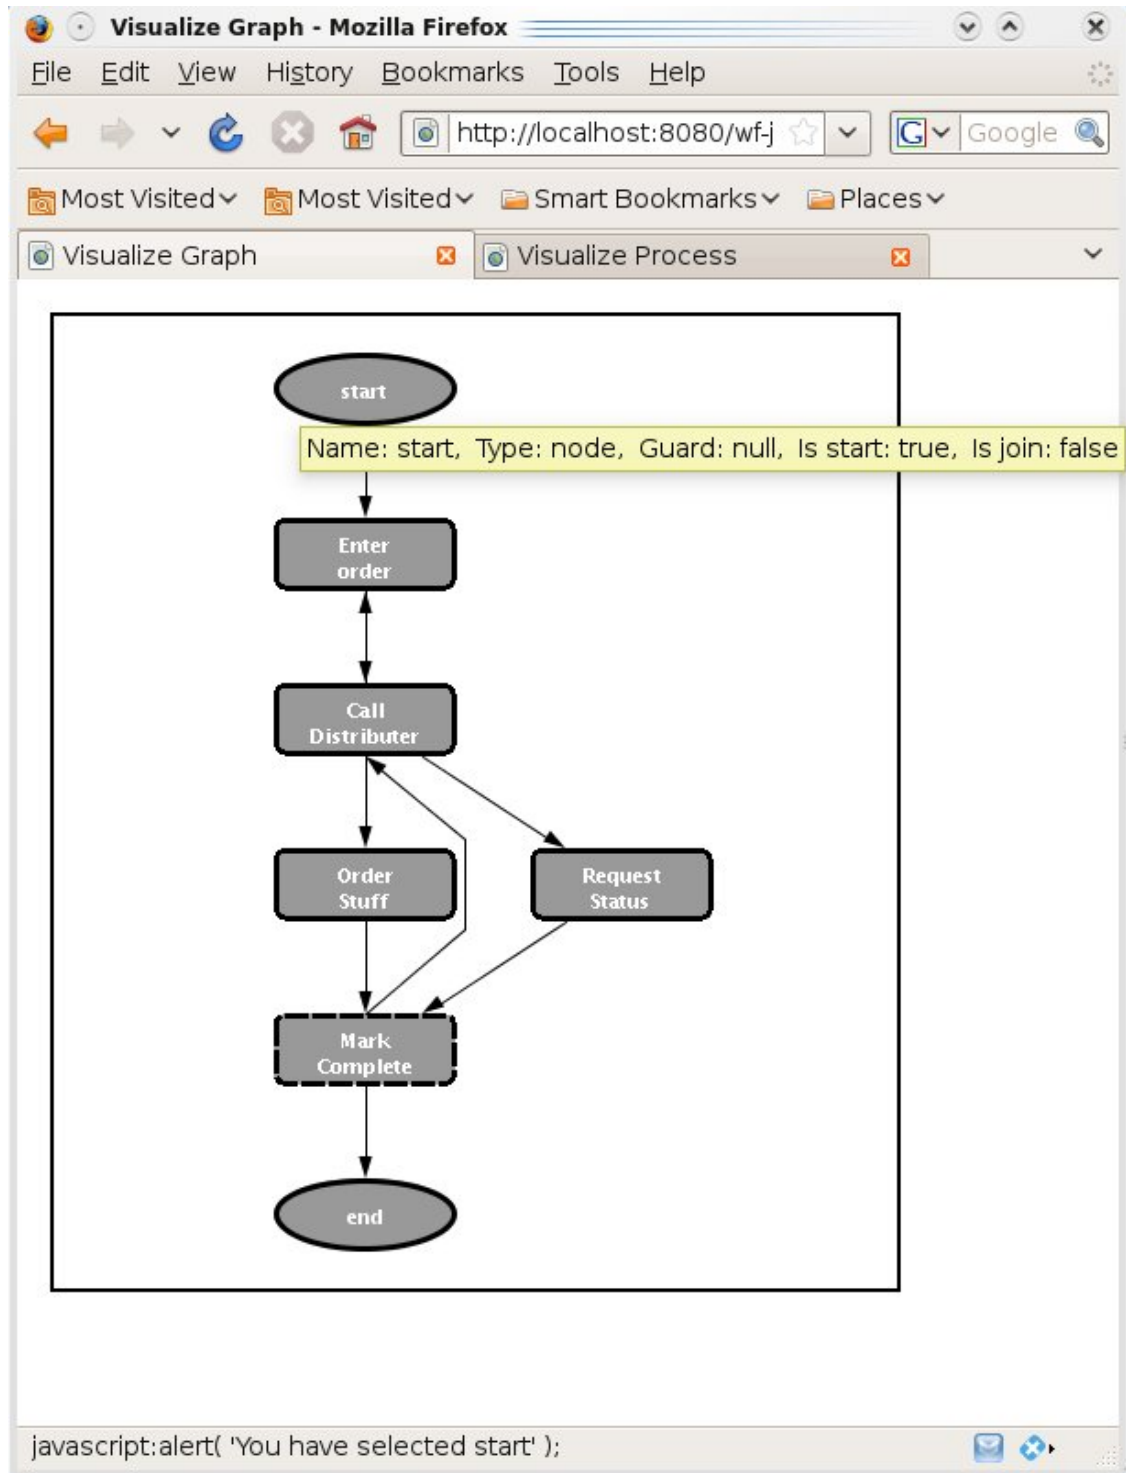 Visualize Graph - Mozilla Firefox
File Edit View History Bookmarks Tools Help
http://localhost:8080/wf-j Google
Most Visited Most Visited Smart Bookmarks Places
Visualize Graph Visualize Process
start
Name: start, Type: node, Guard: null, Is start: true, Is join: false
Enter
order
Call
Distributer
Order
Stuff
Request
Status
Mark
Complete
end
javascript:alert( 'You have selected start' );